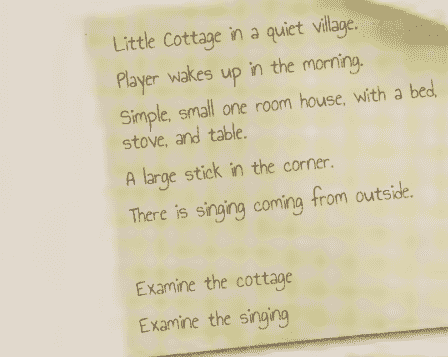 Little Cottage in a quiet village.
Player wakes up in the morning.
Simple, small one room house, with a bed,
stove, and table.
A large stick in the corner.
There is singing coming from outside.
Examine the cottage
Examine the singing